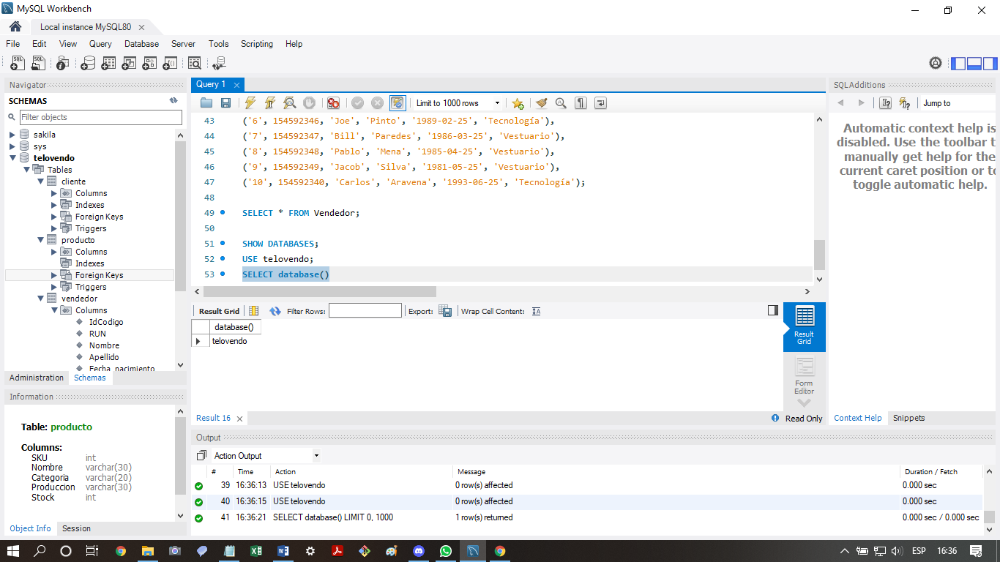 MySQL Workbench
Local instance MySQL80
File Edit View Query Database Server Tools Scripting Help
Navigator
SCHEMAS
Filter objects
sakila
sys
telovendo
Tables
cliente
Columns
Indexes
Foreign Keys
Triggers
producto
Columns
Indexes
Foreign Keys
Triggers
vendedor
Columns
IdCodigo
RUN
Nombre
Apellido
Fecha_nacimiento
Administration Schemas
Information
Table: producto
Columns:
SKU int
Nombre varchar(30)
Categoria varchar(20)
Produccion varchar(30)
Stock int
Object Info Session
Query 1
Limit to 1000 rows
43 ('6', 154592346, 'Joe', 'Pinto', '1989-02-25', 'Tecnología'),
44 ('7', 154592347, 'Bill', 'Paredes', '1986-03-25', 'Vestuario'),
45 ('8', 154592348, 'Pablo', 'Mena', '1985-04-25', 'Vestuario'),
46 ('9', 154592349, 'Jacob', 'Silva', '1981-05-25', 'Vestuario'),
47 ('10', 154592340, 'Carlos', 'Aravena', '1993-06-25', 'Tecnología');
48
49 SELECT * FROM Vendedor;
50
51 SHOW DATABASES;
52 USE telovendo;
53 SELECT database()
Result Grid Filter Rows: Export: Wrap Cell Content:
database()
telovendo
Result Grid
Form Editor
Result 16
Read Only
SQLAdditions
Jump to
Automatic context help is
disabled. Use the toolbar t
manually get help for the
current caret position or to
toggle automatic help.
Context Help Snippets
Output
Action Output
# Time Action Message Duration / Fetch
39 16:36:13 USE telovendo 0 row(s) affected 0.000 sec
40 16:36:15 USE telovendo 0 row(s) affected 0.000 sec
41 16:36:21 SELECT database() LIMIT 0, 1000 1 row(s) returned 0.000 sec / 0.000 sec
ESP 16:36